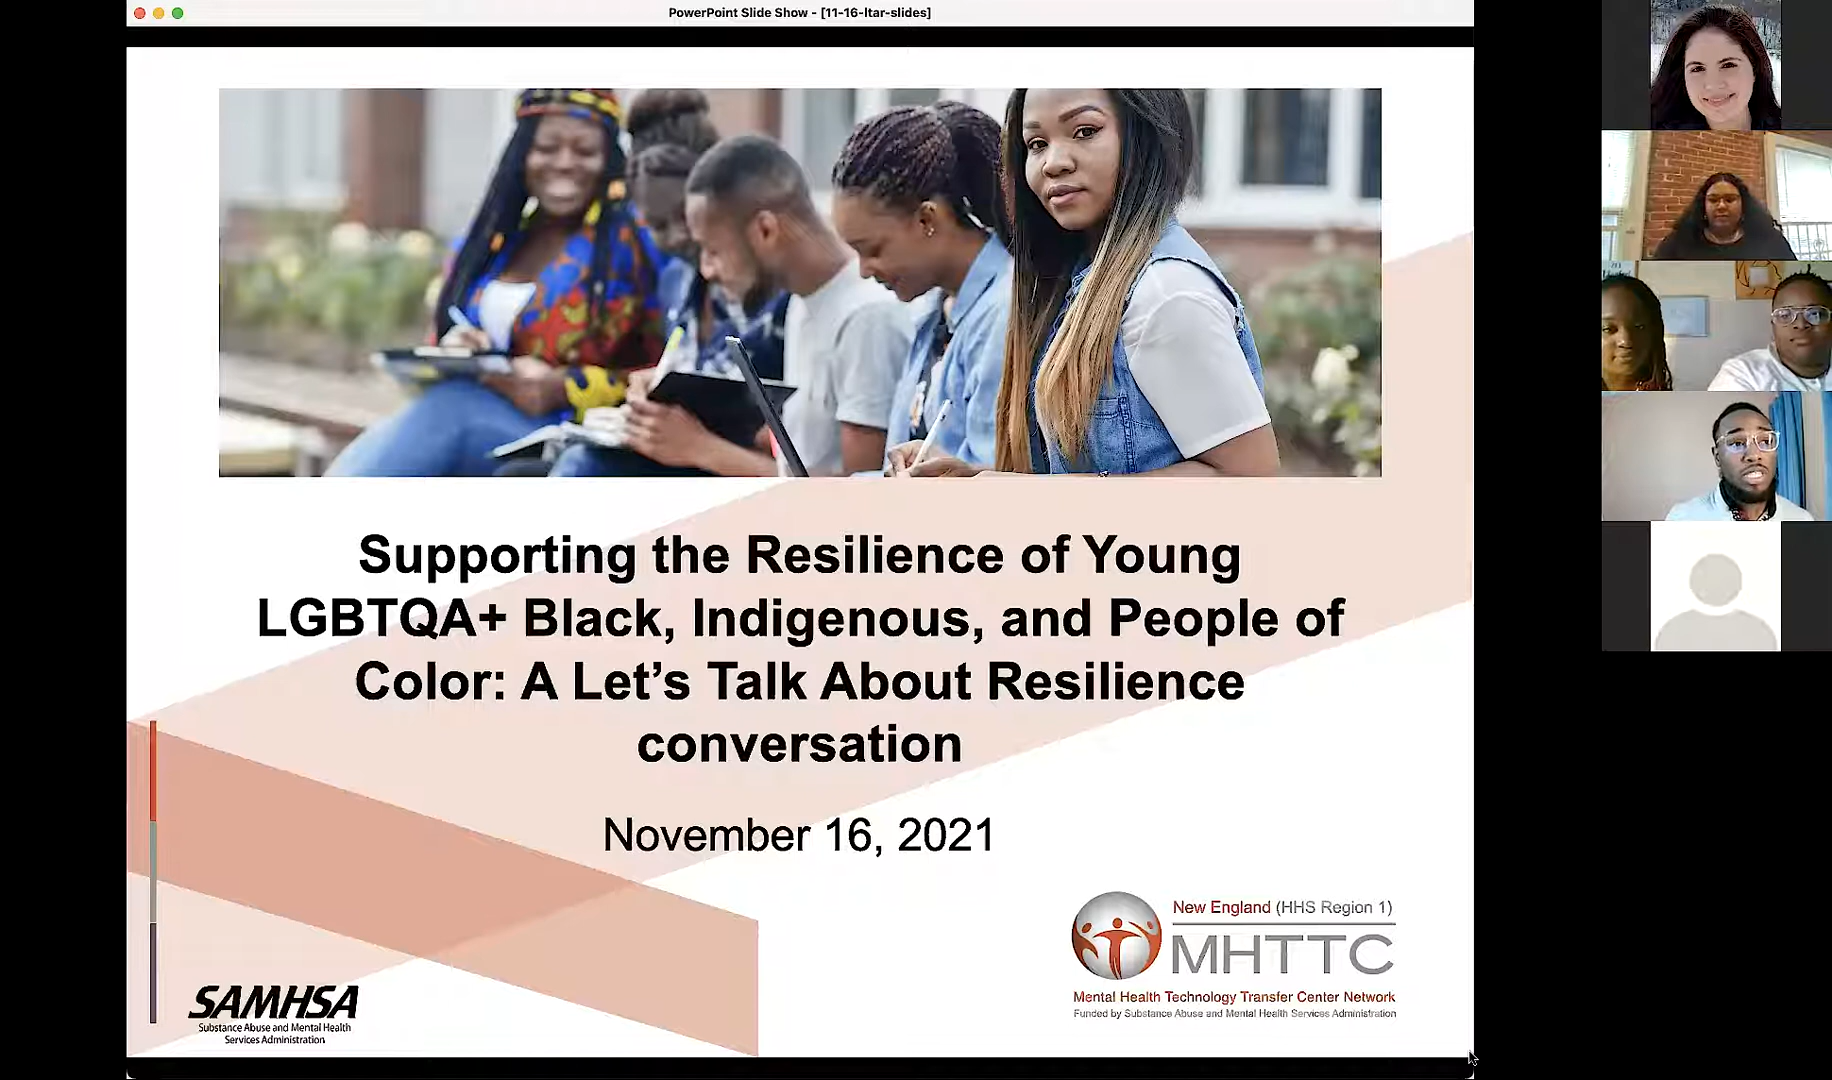 PowerPoint Slide Show - [11-16-ltar-slides]
Supporting the Resilience of Young
LGBTQA+ Black, Indigenous, and People of
Color: A Let’s Talk About Resilience
conversation
November 16, 2021
New England (HHS Region 1)
MHTTC
Mental Health Technology Transfer Center Network
Funded by Substance Abuse and Mental Health Services Administration
SAMHSA
Substance Abuse and Mental Health
Services Administration